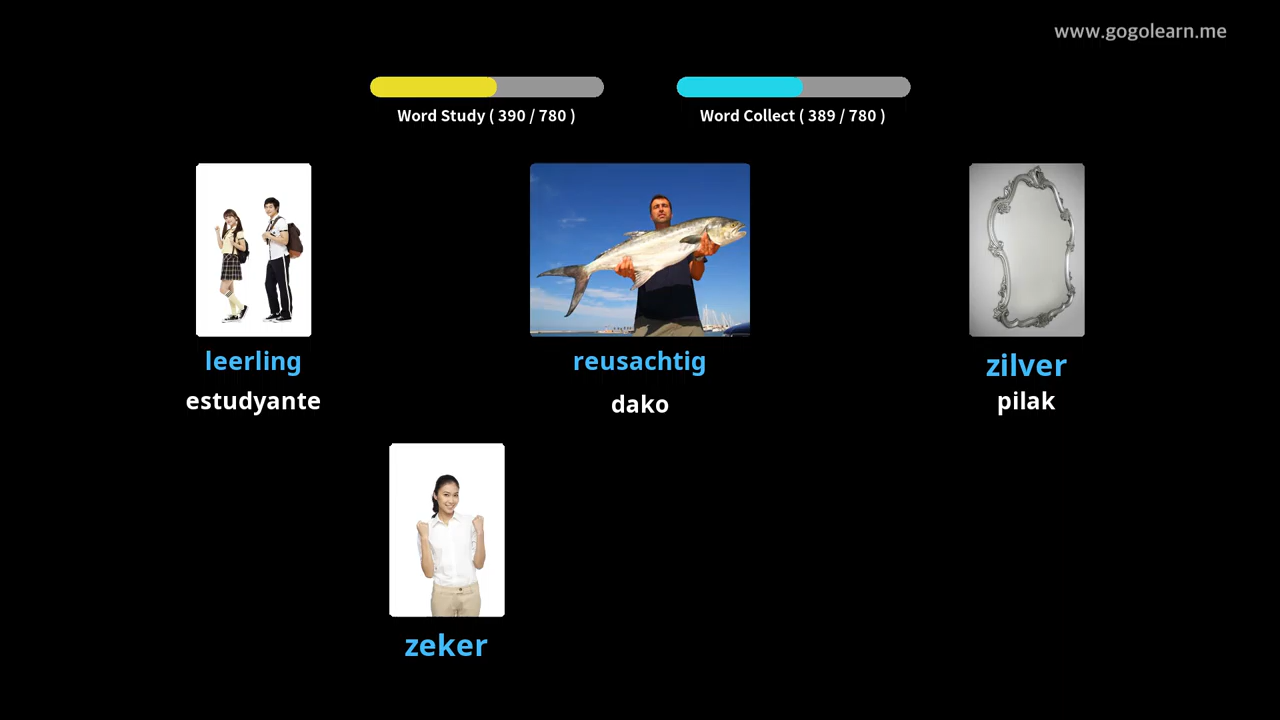 www.gogolearn.me
Word Study ( 390 / 780 )
Word Collect ( 389 / 780 )
leerling
reusachtig
zilver
estudyante
dako
pilak
zeker